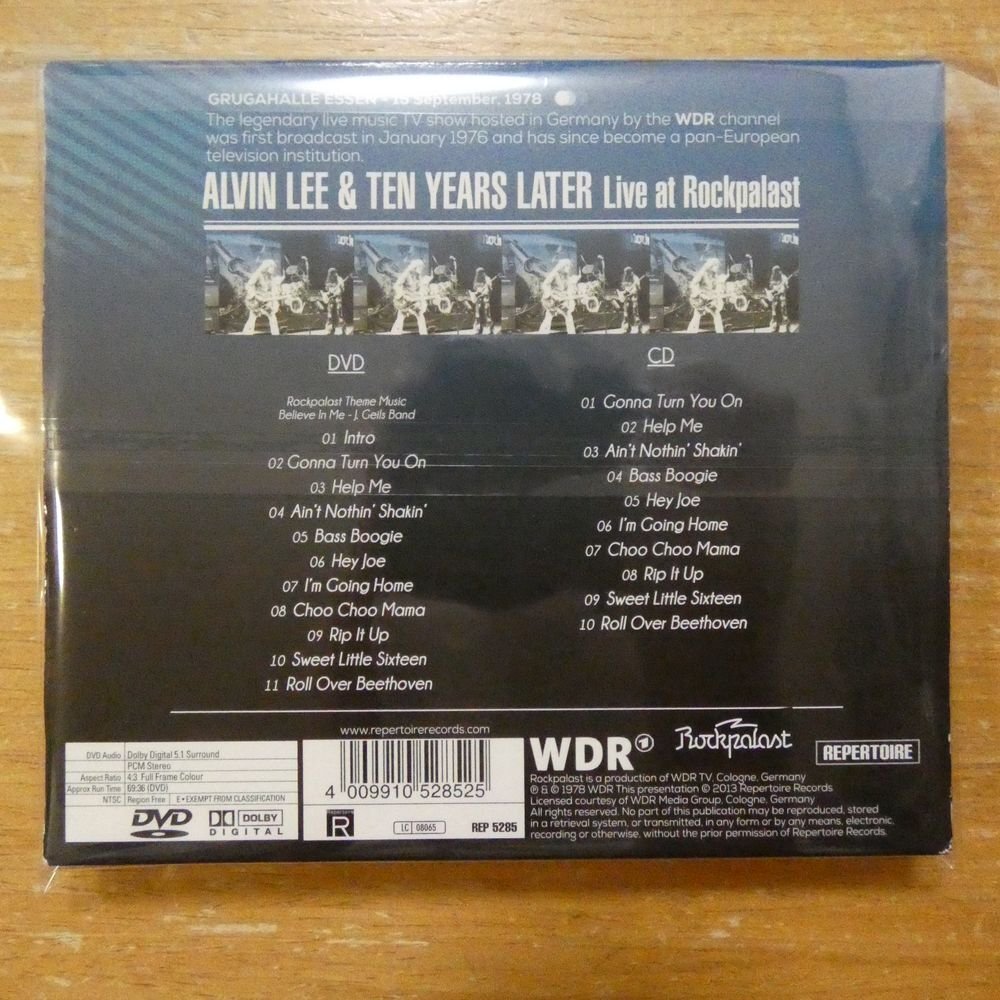 GRUGAHALLE ESSEN - 15 September, 1978
The legendary live music TV show hosted in Germany by the WDR channel
was first broadcast in January 1976 and has since become a pan-European
television institution.
ALVIN LEE & TEN YEARS LATER Live at Rockpalast
DVD
Rockpalast Theme Music
Believe In Me - J. Geils Band
01 Intro
02 Gonna Turn You On
03 Help Me
04 Ain't Nothin' Shakin'
05 Bass Boogie
06 Hey Joe
07 I'm Going Home
08 Choo Choo Mama
09 Rip It Up
10 Sweet Little Sixteen
11 Roll Over Beethoven
CD
01 Gonna Turn You On
02 Help Me
03 Ain't Nothin' Shakin'
04 Bass Boogie
05 Hey Joe
06 I'm Going Home
07 Choo Choo Mama
08 Rip It Up
09 Sweet Little Sixteen
10 Roll Over Beethoven
www.repertoirerecords.com
DVD Audio Dolby Digital 5.1 Surround
PCM Stereo
Aspect Ratio 4:3 Full Frame Colour
Approx Run Time 69:36 (DVD)
NTSC Region Free E • EXEMPT FROM CLASSIFICATION
DVD
VIDEO
DOLBY
DIGITAL
4 009910 528525
R
LC 08065
REP 5285
WDR 1
Rockpalast
REPERTOIRE
Rockpalast is a production of WDR TV, Cologne, Germany
℗ & © 1978 WDR This presentation © 2013 Repertoire Records
Licensed courtesy of WDR Media Group, Cologne, Germany
All rights reserved. No part of this publication may be reproduced, stored
in a retrieval system, or transmitted, in any form or by any means, electronic,
recording or otherwise, without the prior permission of Repertoire Records.